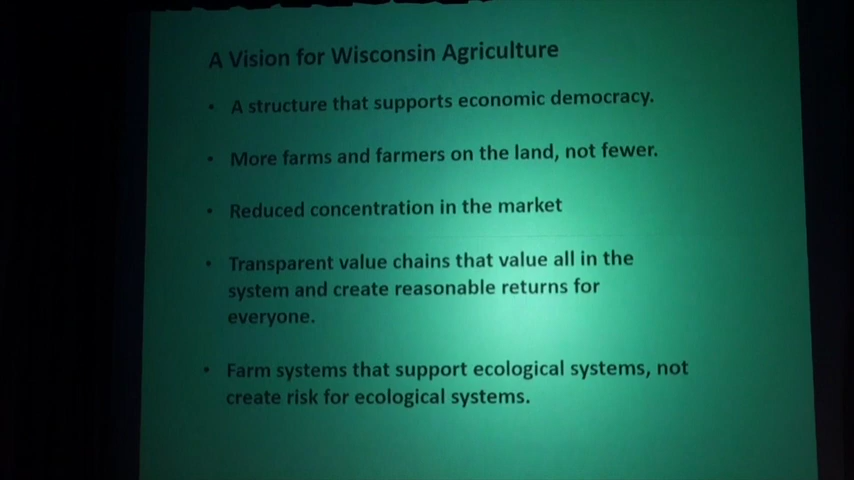 A Vision for Wisconsin Agriculture
• A structure that supports economic democracy.
• More farms and farmers on the land, not fewer.
• Reduced concentration in the market
• Transparent value chains that value all in the
system and create reasonable returns for
everyone.
• Farm systems that support ecological systems, not
create risk for ecological systems.